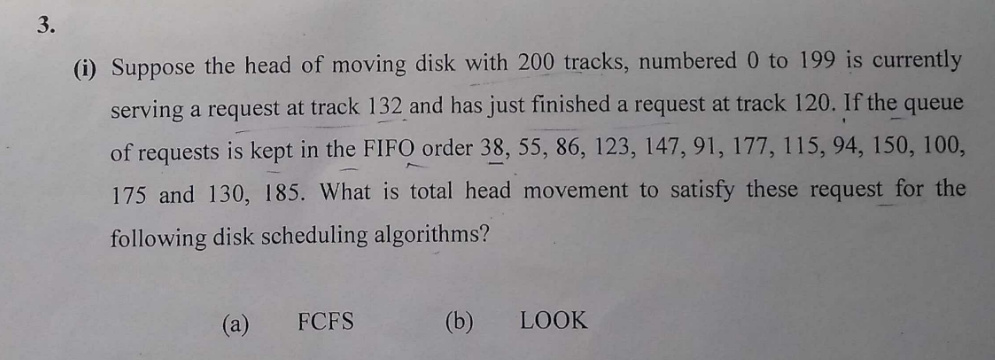 3.
(i) Suppose the head of moving disk with 200 tracks, numbered 0 to 199 is currently
serving a request at track 132 and has just finished a request at track 120. If the queue
of requests is kept in the FIFO order 38, 55, 86, 123, 147, 91, 177, 115, 94, 150, 100,
175 and 130, 185. What is total head movement to satisfy these request for the
following disk scheduling algorithms?
(a) FCFS (b) LOOK